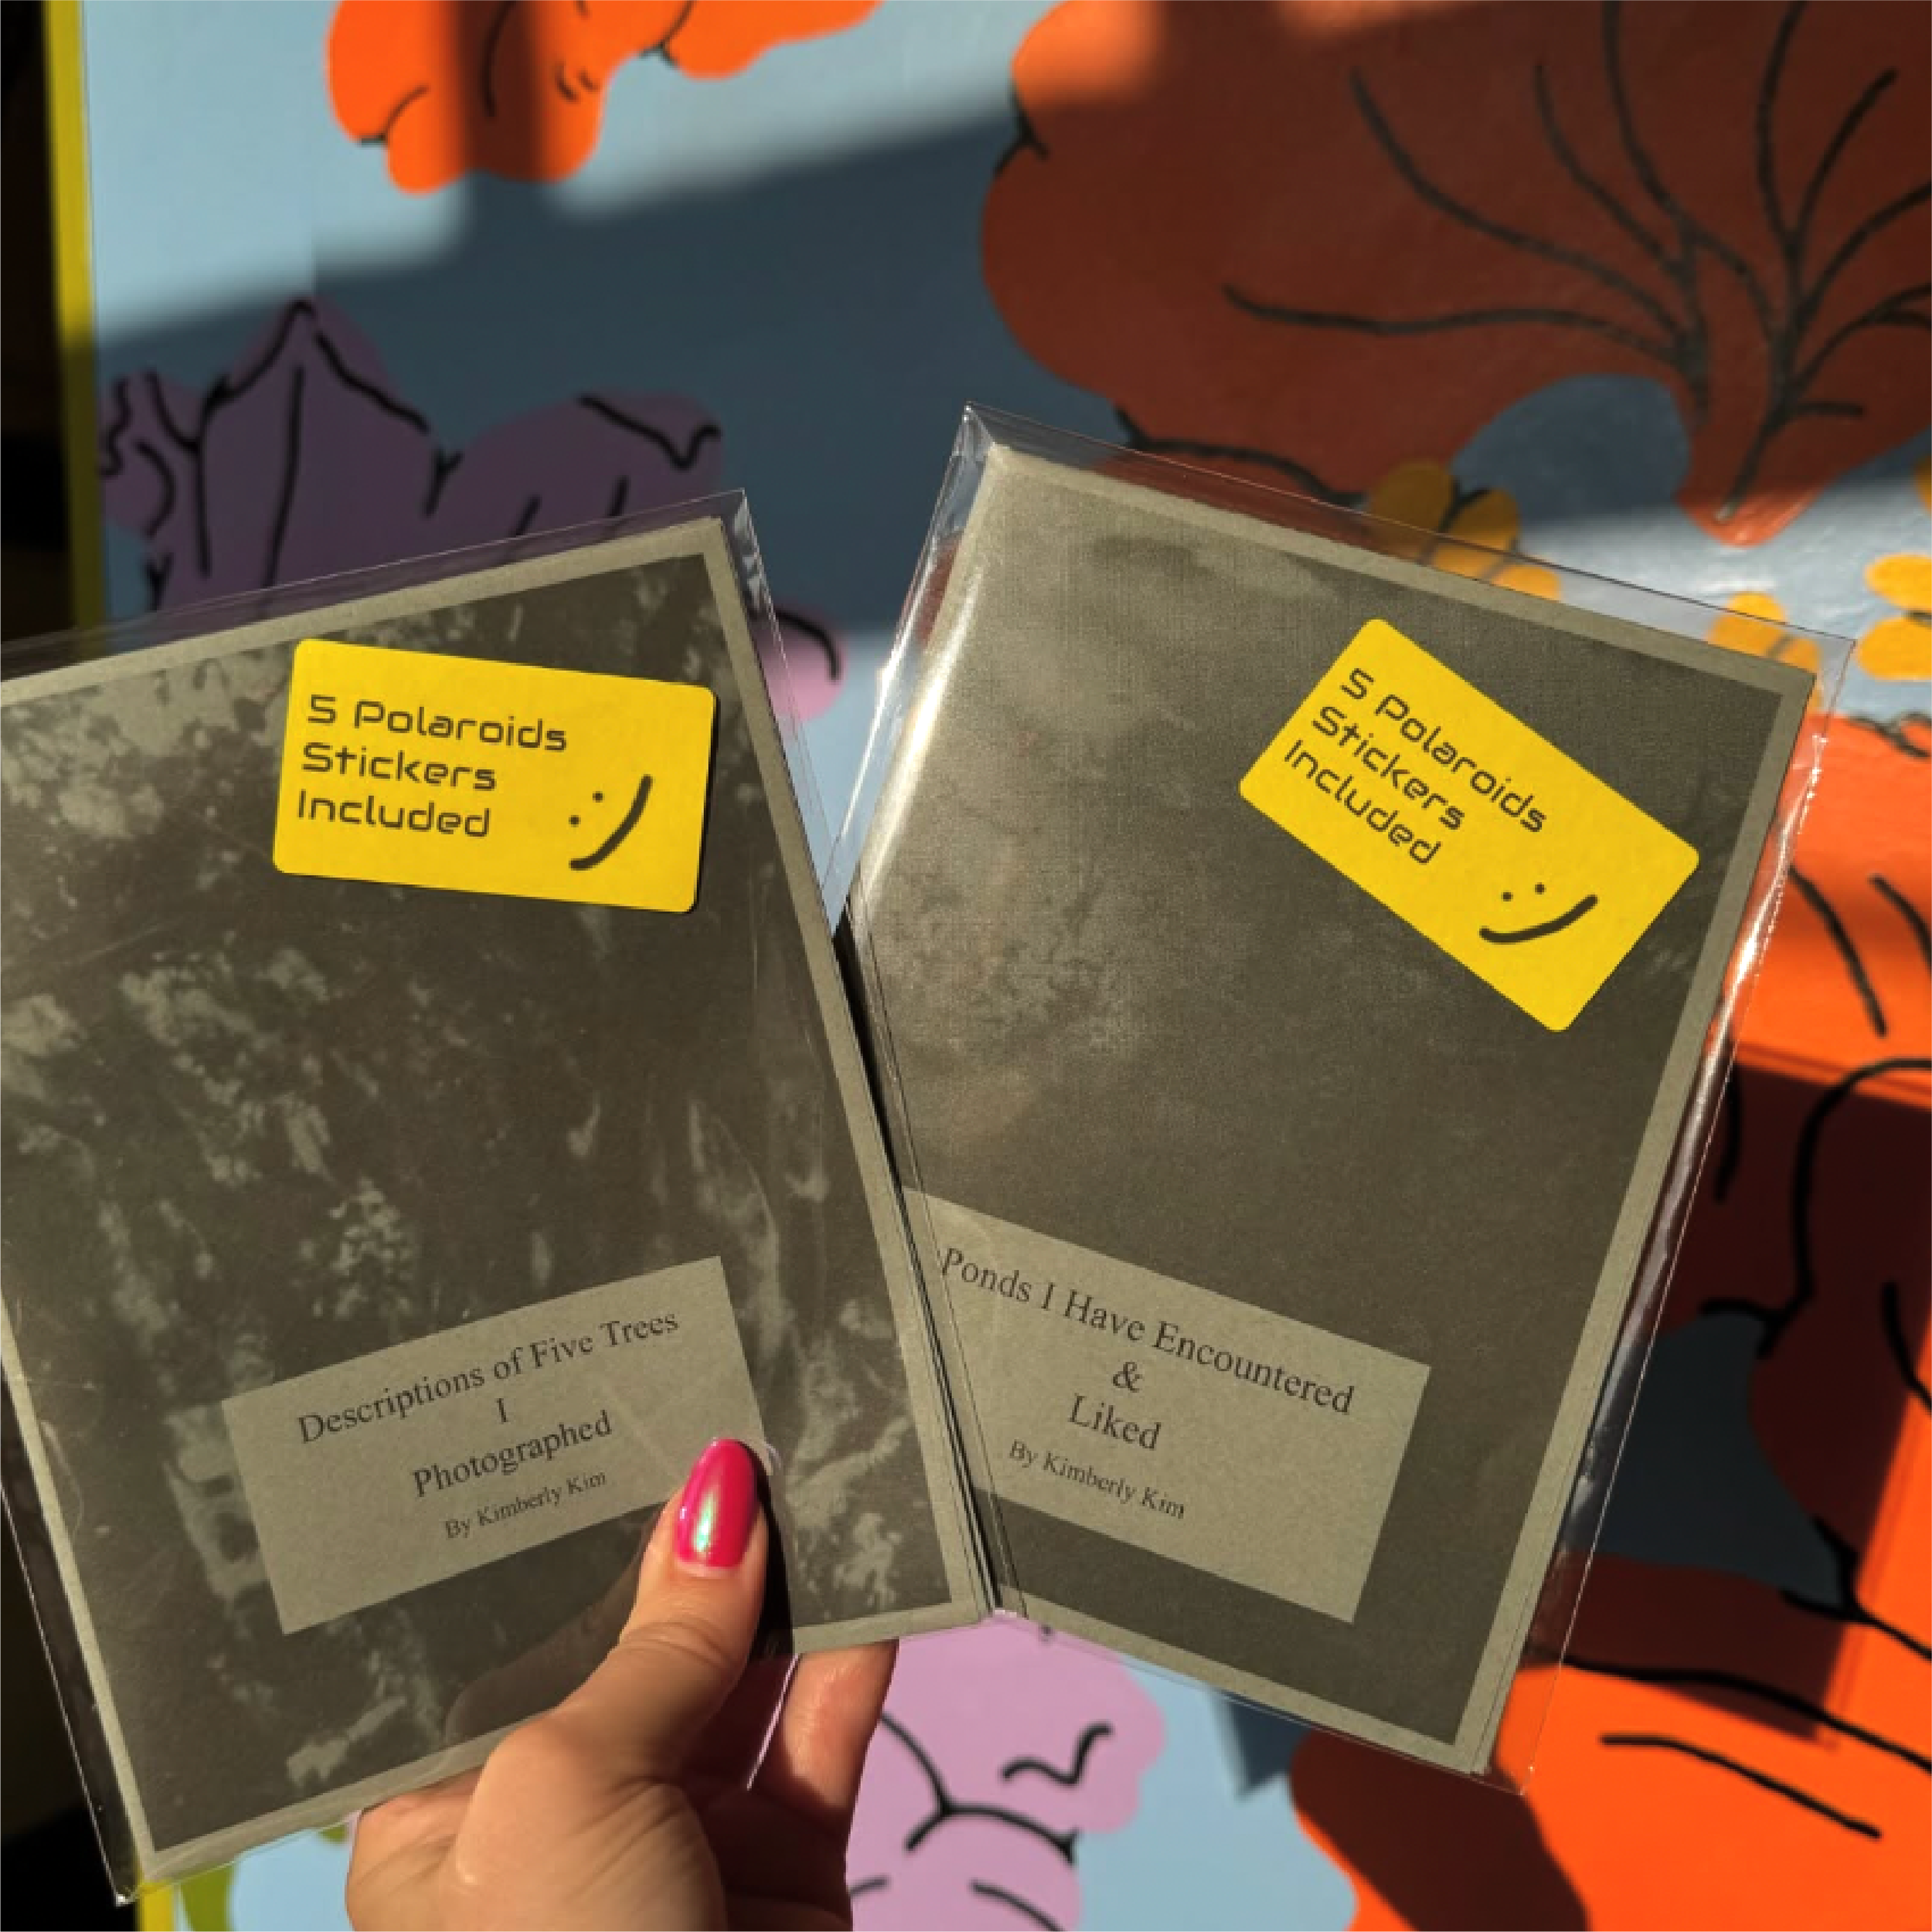 5 Polaroids
Stickers
Included
:)
Descriptions of Five Trees
I
Photographed
By Kimberly Kim
5 Polaroids
Stickers
Included
:)
Ponds I Have Encountered
&
Liked
By Kimberly Kim